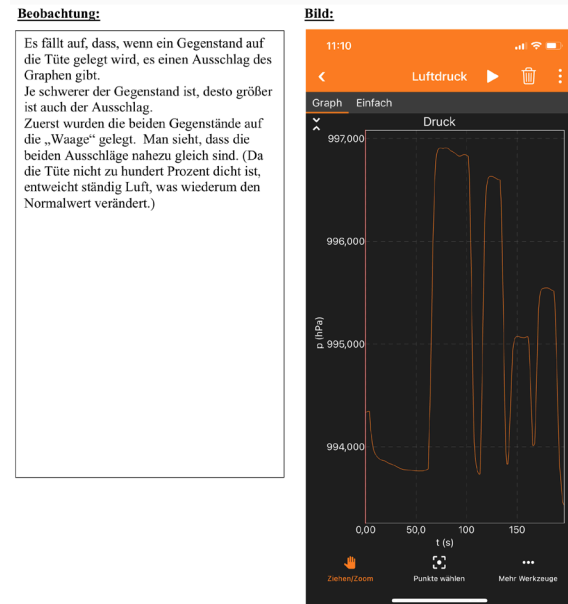 Beobachtung:
Es fällt auf, dass, wenn ein Gegenstand auf
die Tüte gelegt wird, es einen Ausschlag des
Graphen gibt.
Je schwerer der Gegenstand ist, desto größer
ist auch der Ausschlag.
Zuerst wurden die beiden Gegenstände auf
die „Waage“ gelegt.  Man sieht, dass die
beiden Ausschläge nahezu gleich sind. (Da
die Tüte nicht zu hundert Prozent dicht ist,
entweicht ständig Luft, was wiederum den
Normalwert verändert.)
Bild:
11:10
Luftdruck
Graph Einfach
Druck
997,000
996,000
995,000
994,000
p (hPa)
0,00 50,0 100 150
t (s)
Ziehen/Zoom Punkte wählen Mehr Werkzeuge